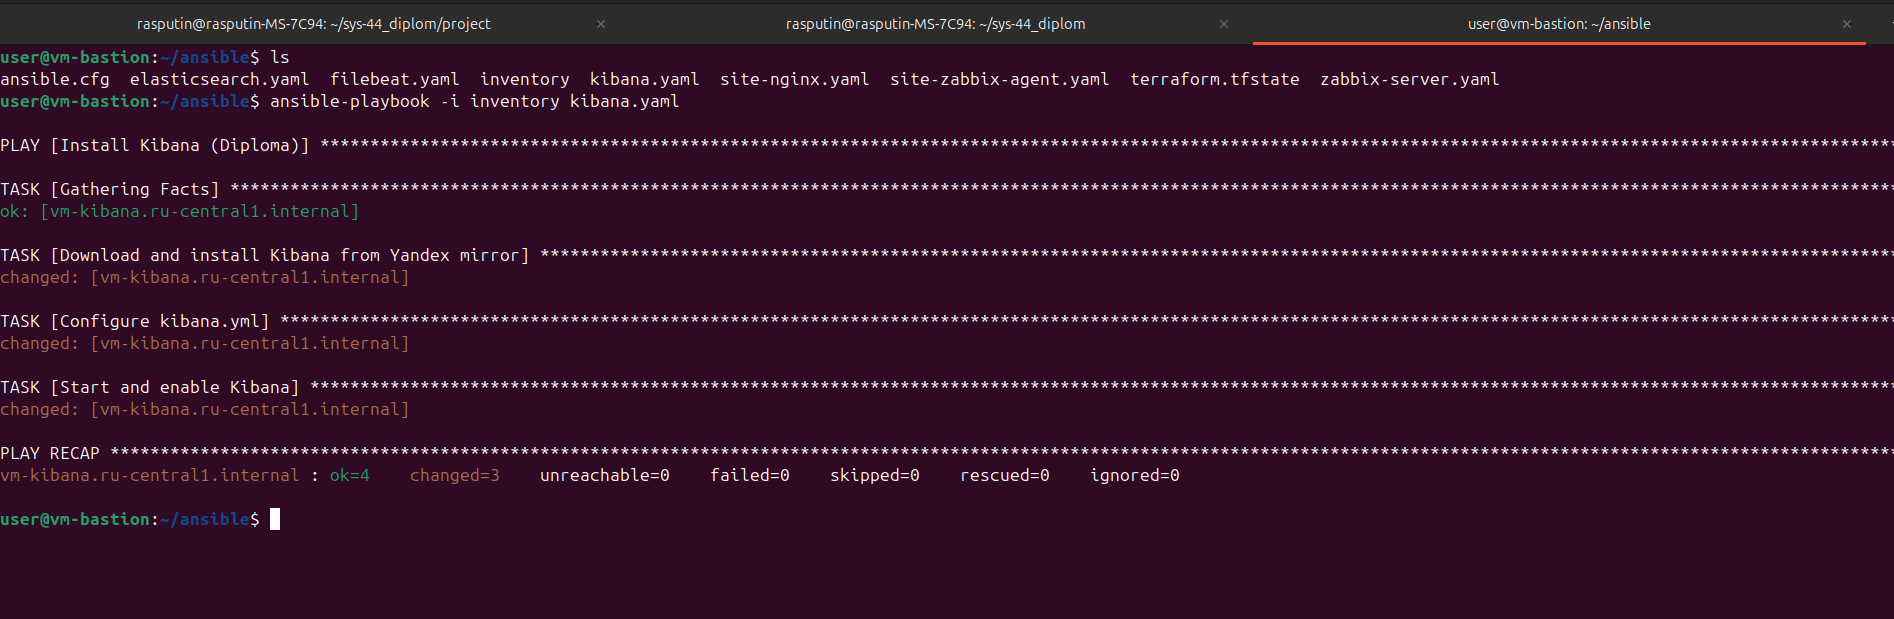 rasputin@rasputin-MS-7C94: ~/sys-44_diplom/project × rasputin@rasputin-MS-7C94: ~/sys-44_diplom × user@vm-bastion: ~/ansible ×
user@vm-bastion:~/ansible$ ls
ansible.cfg elasticsearch.yaml filebeat.yaml inventory kibana.yaml site-nginx.yaml site-zabbix-agent.yaml terraform.tfstate zabbix-server.yaml
user@vm-bastion:~/ansible$ ansible-playbook -i inventory kibana.yaml
PLAY [Install Kibana (Diploma)] ******************************************************************************************************************************************************************
TASK [Gathering Facts] ***************************************************************************************************************************************************************************
ok: [vm-kibana.ru-central1.internal]
TASK [Download and install Kibana from Yandex mirror] ********************************************************************************************************************************************
changed: [vm-kibana.ru-central1.internal]
TASK [Configure kibana.yml] **********************************************************************************************************************************************************************
changed: [vm-kibana.ru-central1.internal]
TASK [Start and enable Kibana] *******************************************************************************************************************************************************************
changed: [vm-kibana.ru-central1.internal]
PLAY RECAP ***************************************************************************************************************************************************************************************
vm-kibana.ru-central1.internal : ok=4 changed=3 unreachable=0 failed=0 skipped=0 rescued=0 ignored=0
user@vm-bastion:~/ansible$